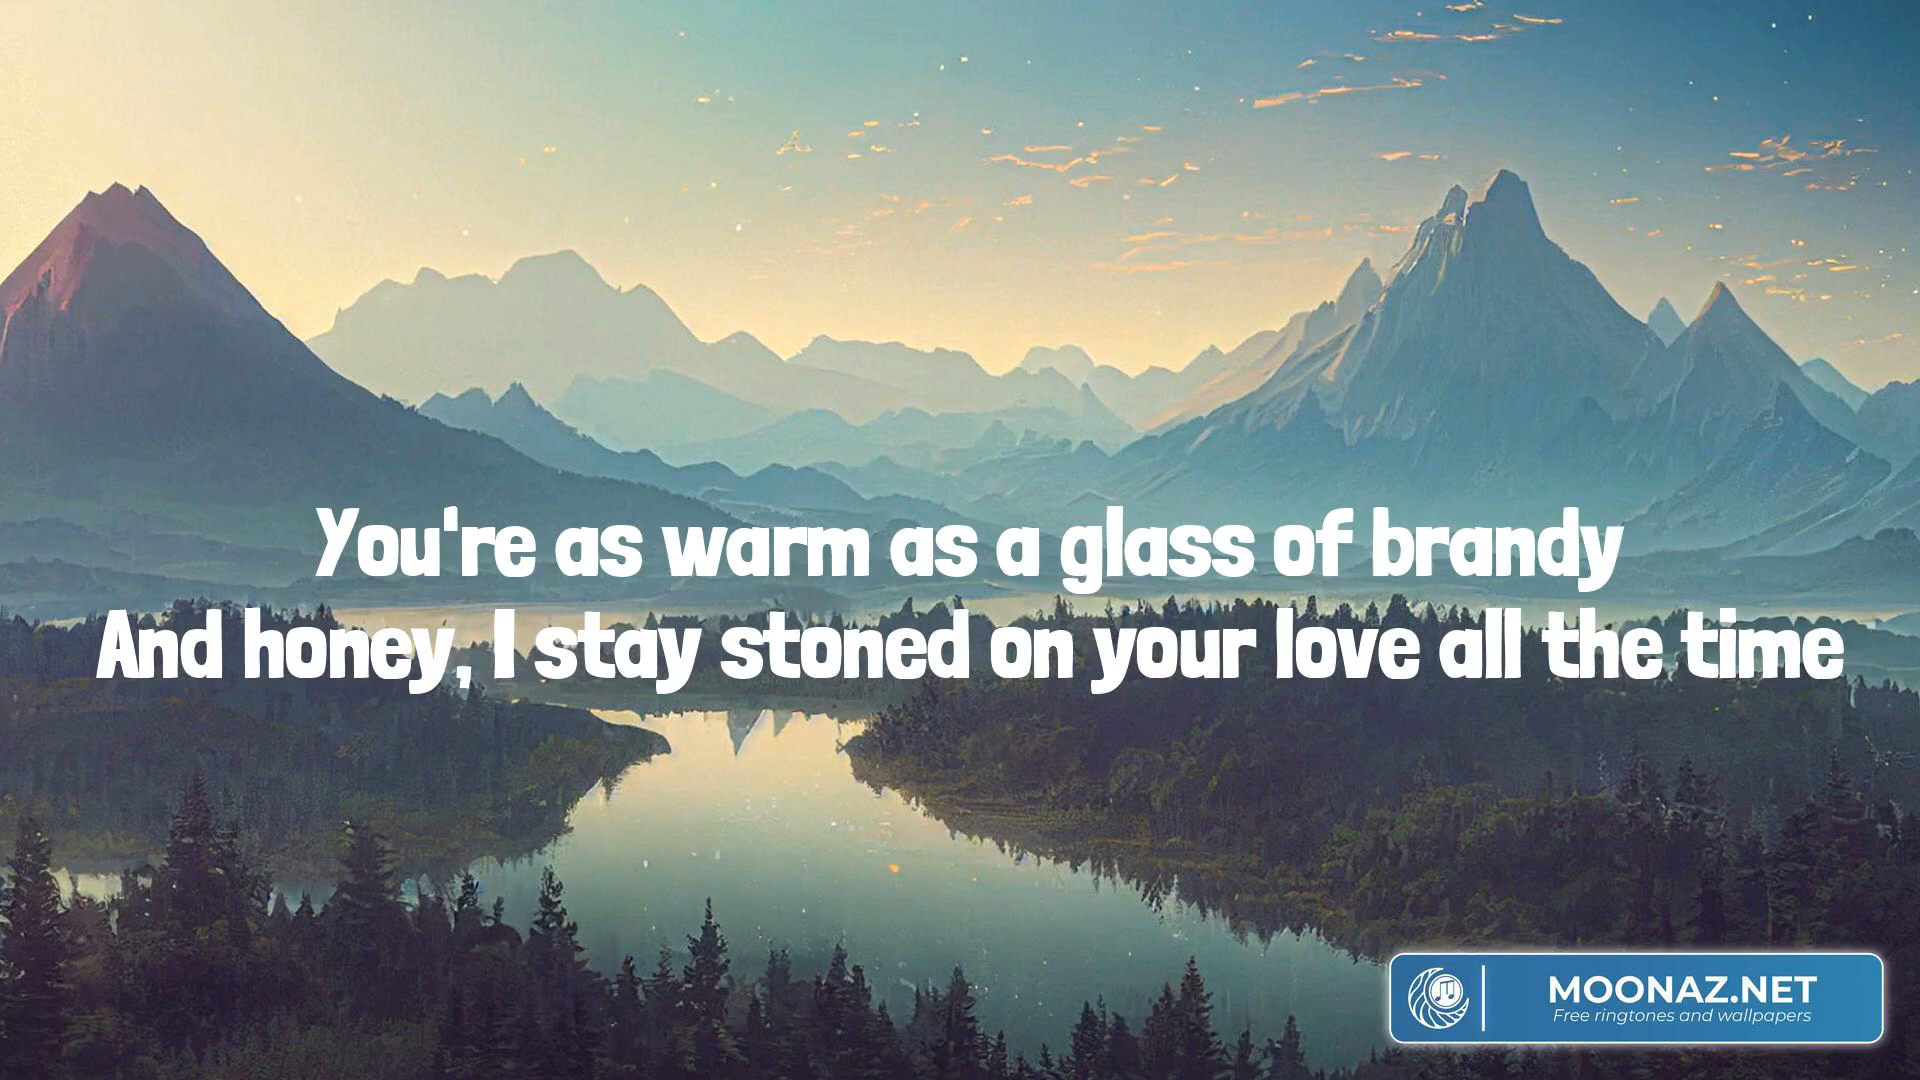 You're as warm as a glass of brandy
And honey, I stay stoned on your love all the time
MOONAZ.NET
Free ringtones and wallpapers